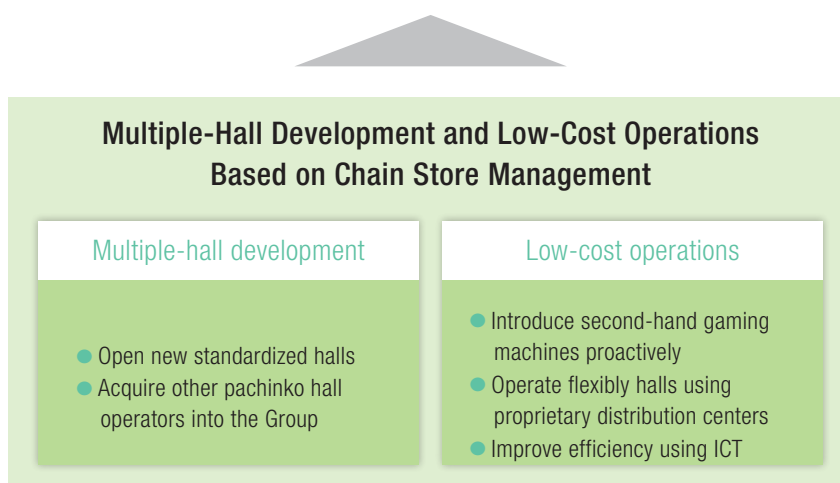 Multiple-Hall Development and Low-Cost Operations
Based on Chain Store Management
Multiple-hall development
● Open new standardized halls
● Acquire other pachinko hall
operators into the Group
Low-cost operations
● Introduce second-hand gaming
machines proactively
● Operate flexibly halls using
proprietary distribution centers
● Improve efficiency using ICT